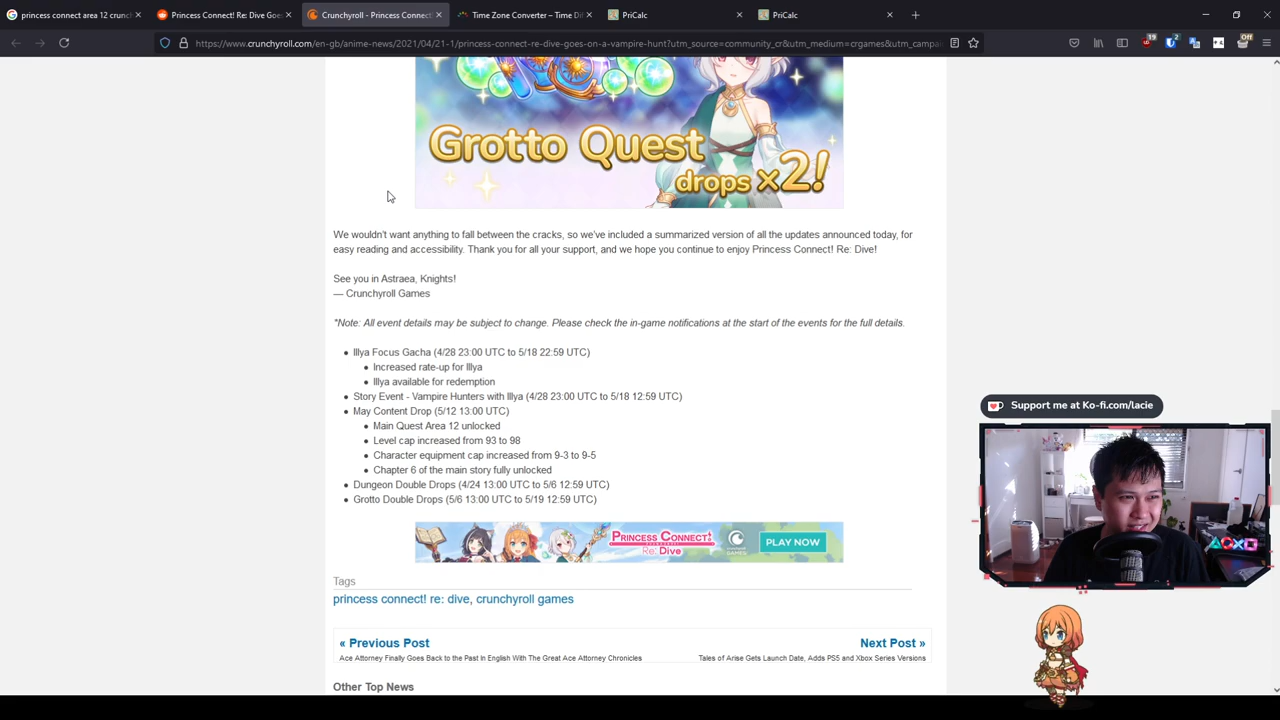 princess connect area 12 crunch
Princess Connect! Re: Dive Goes
Crunchyroll - Princess Connect!
Time Zone Converter – Time Dif
PriCalc
PriCalc
https://www.crunchyroll.com/en-gb/anime-news/2021/04/21-1/princess-connect-re-dive-goes-on-a-vampire-hunt?utm_source=community_cr&utm_medium=crgames&utm_campai
19
2
Off
Grotto Quest
drops x2!
We wouldn't want anything to fall between the cracks, so we've included a summarized version of all the updates announced today, for
easy reading and accessibility. Thank you for all your support, and we hope you continue to enjoy Princess Connect! Re: Dive!
See you in Astraea, Knights!
— Crunchyroll Games
*Note: All event details may be subject to change. Please check the in-game notifications at the start of the events for the full details.
• Illya Focus Gacha (4/28 23:00 UTC to 5/18 22:59 UTC)
• Increased rate-up for Illya
• Illya available for redemption
• Story Event - Vampire Hunters with Illya (4/28 23:00 UTC to 5/18 12:59 UTC)
• May Content Drop (5/12 13:00 UTC)
• Main Quest Area 12 unlocked
• Level cap increased from 93 to 98
• Character equipment cap increased from 9-3 to 9-5
• Chapter 6 of the main story fully unlocked
• Dungeon Double Drops (4/24 13:00 UTC to 5/6 12:59 UTC)
• Grotto Double Drops (5/6 13:00 UTC to 5/19 12:59 UTC)
Support me at Ko-fi.com/lacie
PRINCESS CONNECT!
Re: Dive
CRUNCHYROLL
GAMES
PLAY NOW
Tags
princess connect! re: dive, crunchyroll games
« Previous Post
Next Post »
Ace Attorney Finally Goes Back to the Past In English With The Great Ace Attorney Chronicles
Tales of Arise Gets Launch Date, Adds PS5 and Xbox Series Versions
Other Top News